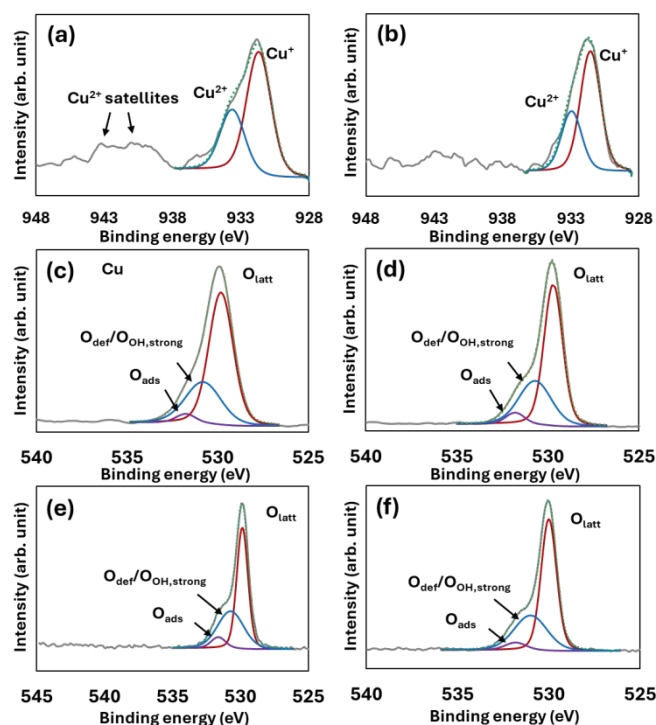 (a)
Cu⁺
Cu²⁺
Cu²⁺ satellites
Intensity (arb. unit)
948 943 938 933 928
Binding energy (eV)
(b)
Cu⁺
Cu²⁺
Intensity (arb. unit)
948 943 938 933 928
Binding energy (eV)
(c)
Cu
O_latt
O_def/O_OH,strong
O_ads
Intensity (arb. unit)
540 535 530 525
Binding energy (eV)
(d)
O_latt
O_def/O_OH,strong
O_ads
Intensity (arb. unit)
540 535 530 525
Binding energy (eV)
(e)
O_latt
O_def/O_OH,strong
O_ads
Intensity (arb. unit)
545 540 535 530 525
Binding energy (eV)
(f)
O_latt
O_def/O_OH,strong
O_ads
Intensity (arb. unit)
540 535 530 525
Binding energy (eV)